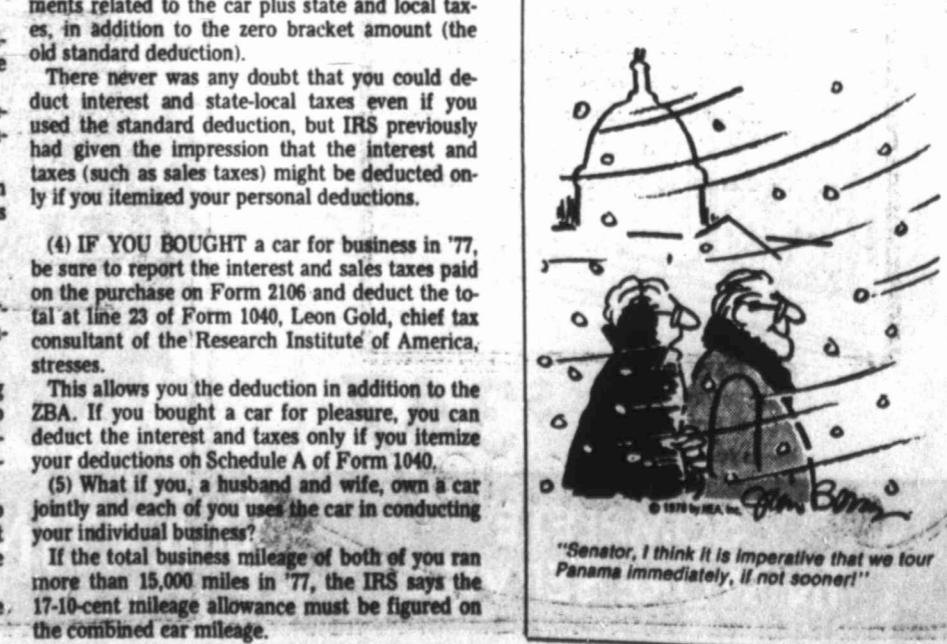 ments related to the car plus state and local tax-
es, in addition to the zero bracket amount (the
old standard deduction).
There never was any doubt that you could de-
duct interest and state-local taxes even if you
used the standard deduction, but IRS previously
had given the impression that the interest and
taxes (such as sales taxes) might be deducted on-
ly if you itemized your personal deductions.
(4) IF YOU BOUGHT a car for business in '77,
be sure to report the interest and sales taxes paid
on the purchase on Form 2106 and deduct the to-
tal at line 23 of Form 1040, Leon Gold, chief tax
consultant of the Research Institute of America,
stresses.
This allows you the deduction in addition to the
ZBA. If you bought a car for pleasure, you can
deduct the interest and taxes only if you itemize
your deductions on Schedule A of Form 1040.
(5) What if you, a husband and wife, own a car
jointly and each of you uses the car in conducting
your individual business?
If the total business mileage of both of you ran
more than 15,000 miles in '77, the IRS says the
17-10-cent mileage allowance must be figured on
the combined car mileage.
© 1978 by NEA, Inc.
"Senator, I think it is imperative that we tour
Panama immediately, if not sooner!"